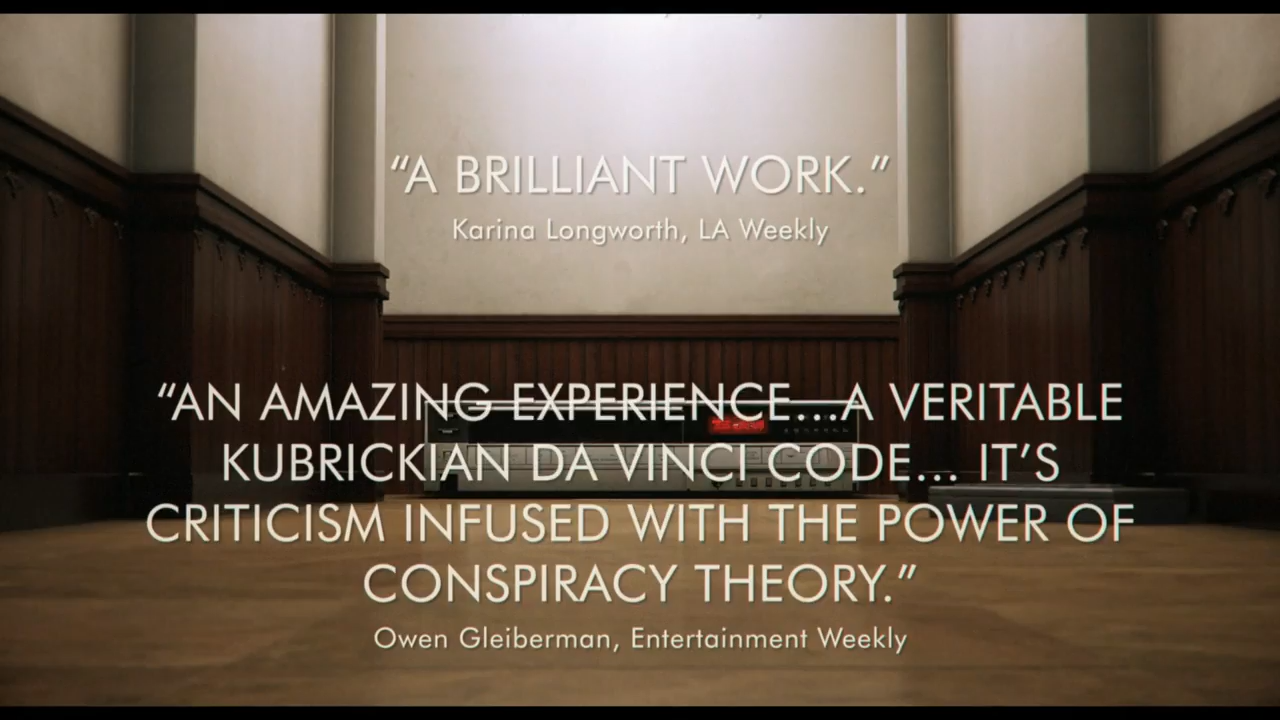 “A BRILLIANT WORK.”
Karina Longworth, LA Weekly
“AN AMAZING EXPERIENCE...A VERITABLE
KUBRICKIAN DA VINCI CODE... IT’S
CRITICISM INFUSED WITH THE POWER OF
CONSPIRACY THEORY.”
Owen Gleiberman, Entertainment Weekly